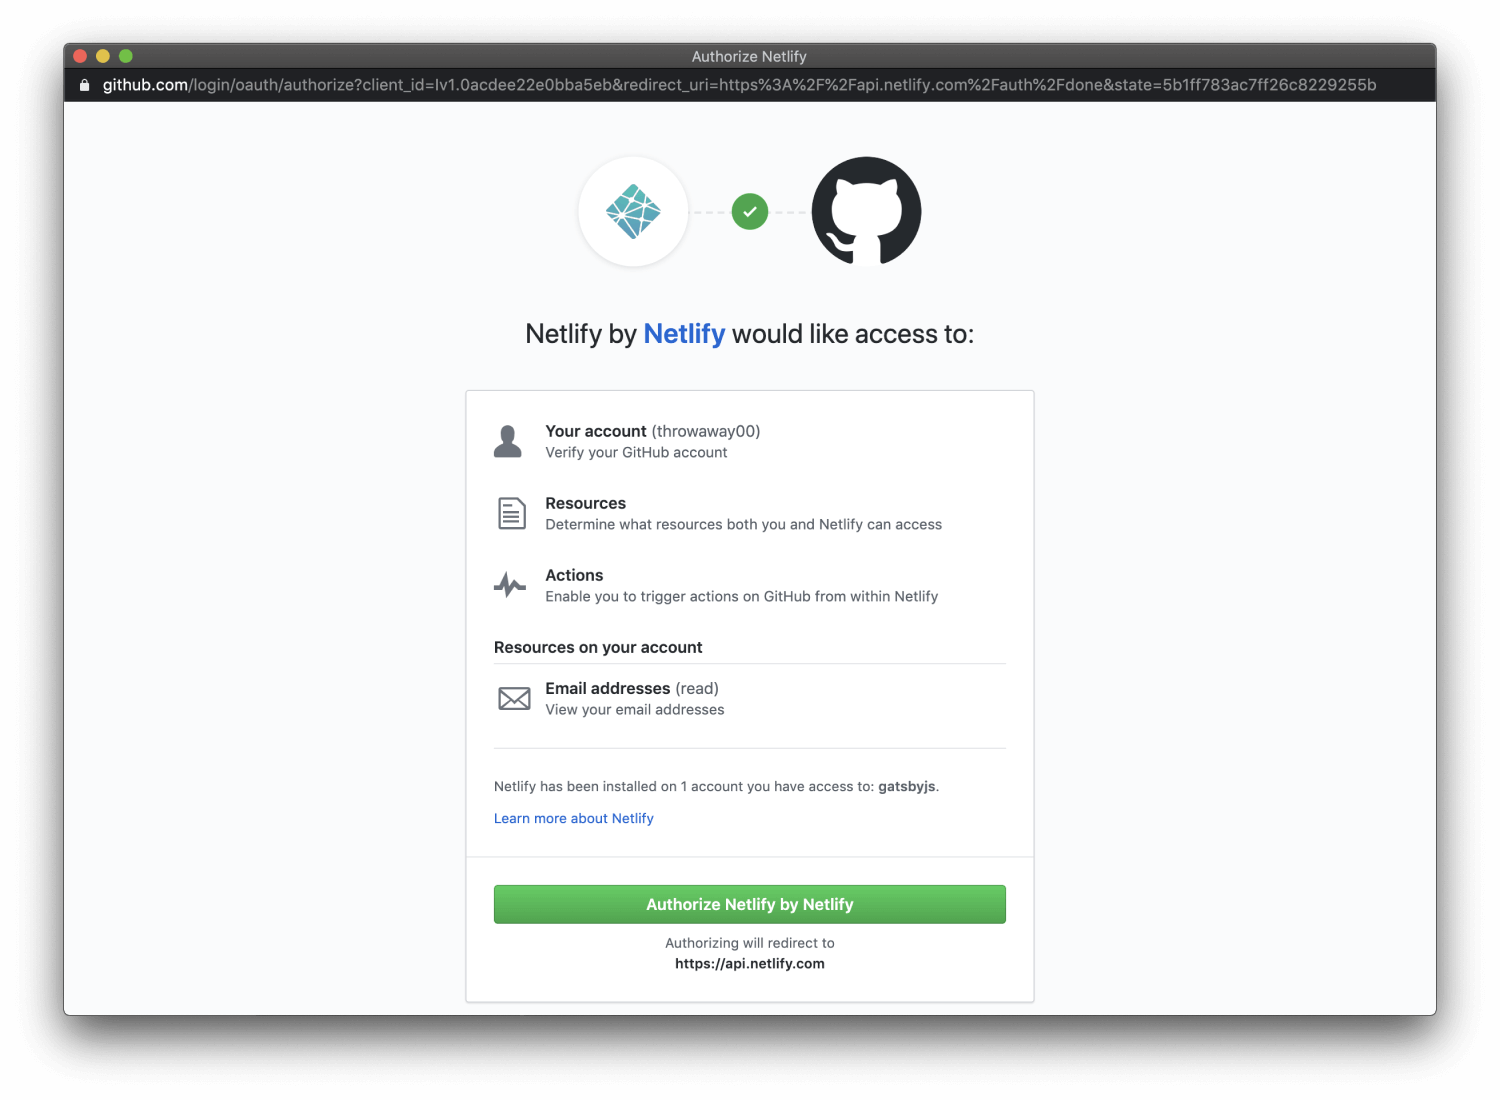 Authorize Netlify
github.com/login/oauth/authorize?client_id=Iv1.0acdee22e0bba5eb&redirect_uri=https%3A%2F%2Fapi.netlify.com%2Fauth%2Fdone&state=5b1ff783ac7ff26c8229255b
Netlify by Netlify would like access to:
Your account (throwaway00)
Verify your GitHub account
Resources
Determine what resources both you and Netlify can access
Actions
Enable you to trigger actions on GitHub from within Netlify
Resources on your account
Email addresses (read)
View your email addresses
Netlify has been installed on 1 account you have access to: gatsbyjs.
Learn more about Netlify
Authorize Netlify by Netlify
Authorizing will redirect to
https://api.netlify.com